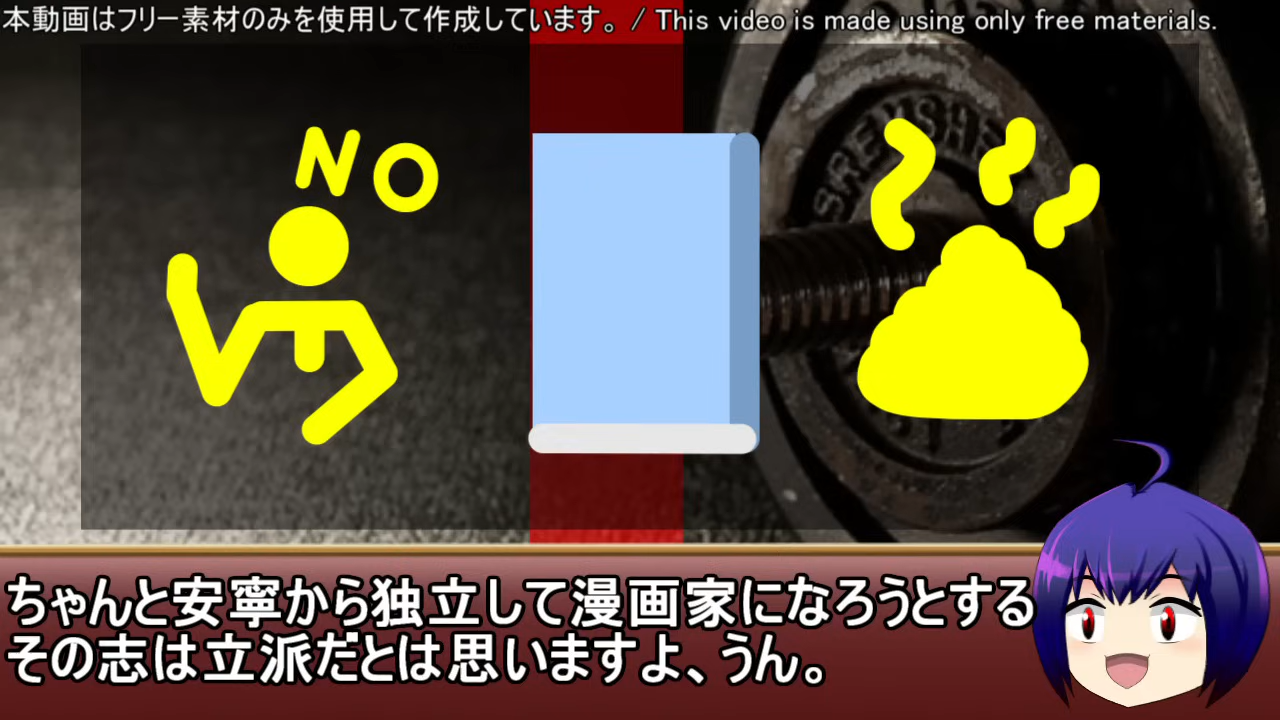 本動画はフリー素材のみを使用して作成しています。 / This video is made using only free materials.
NO
ちゃんと安寧から独立して漫画家になろうとする
その志は立派だとは思いますよ、うん。